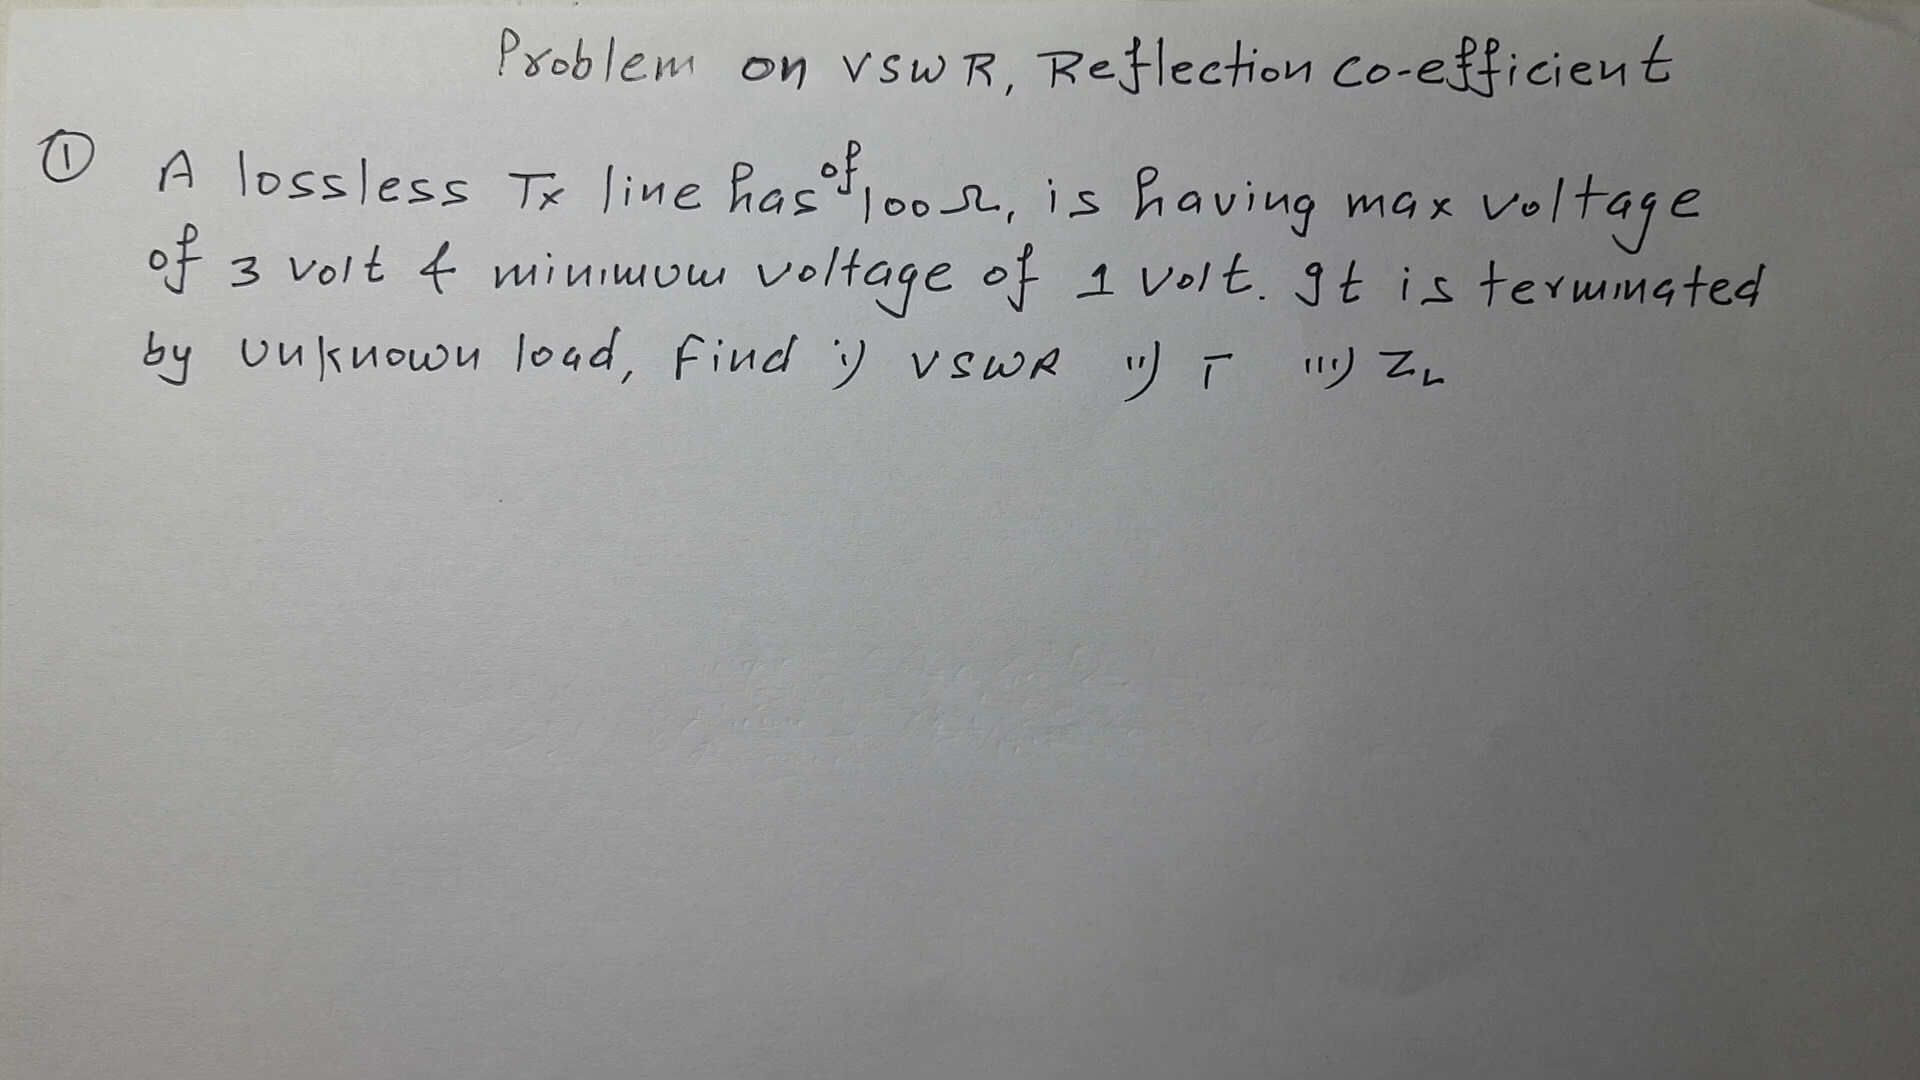 Problem on VSWR, Reflection co-efficient
① A lossless Tx line has of 100 Ω, is having max voltage
of 3 volt & minimum voltage of 1 volt. It is terminated
by unknown load, find i) VSWR ii) Γ iii) ZL